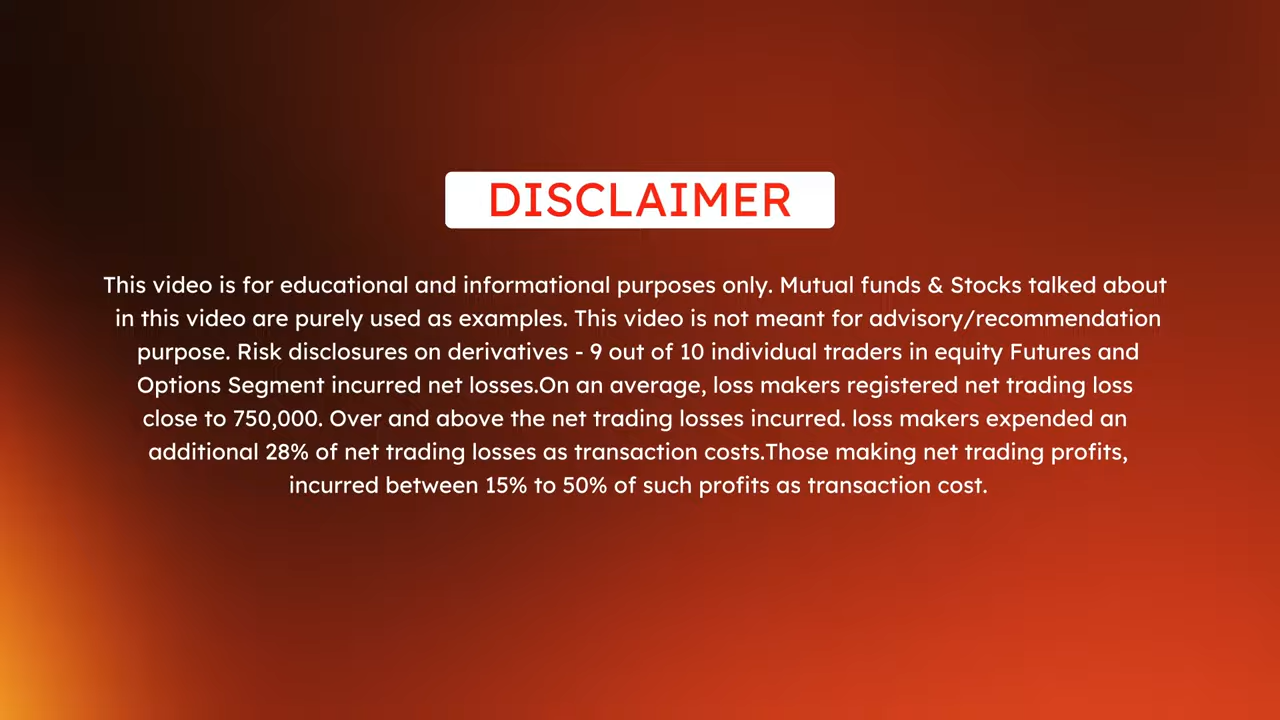 DISCLAIMER
This video is for educational and informational purposes only. Mutual funds & Stocks talked about
in this video are purely used as examples. This video is not meant for advisory/recommendation
purpose. Risk disclosures on derivatives - 9 out of 10 individual traders in equity Futures and
Options Segment incurred net losses.On an average, loss makers registered net trading loss
close to 750,000. Over and above the net trading losses incurred. loss makers expended an
additional 28% of net trading losses as transaction costs.Those making net trading profits,
incurred between 15% to 50% of such profits as transaction cost.